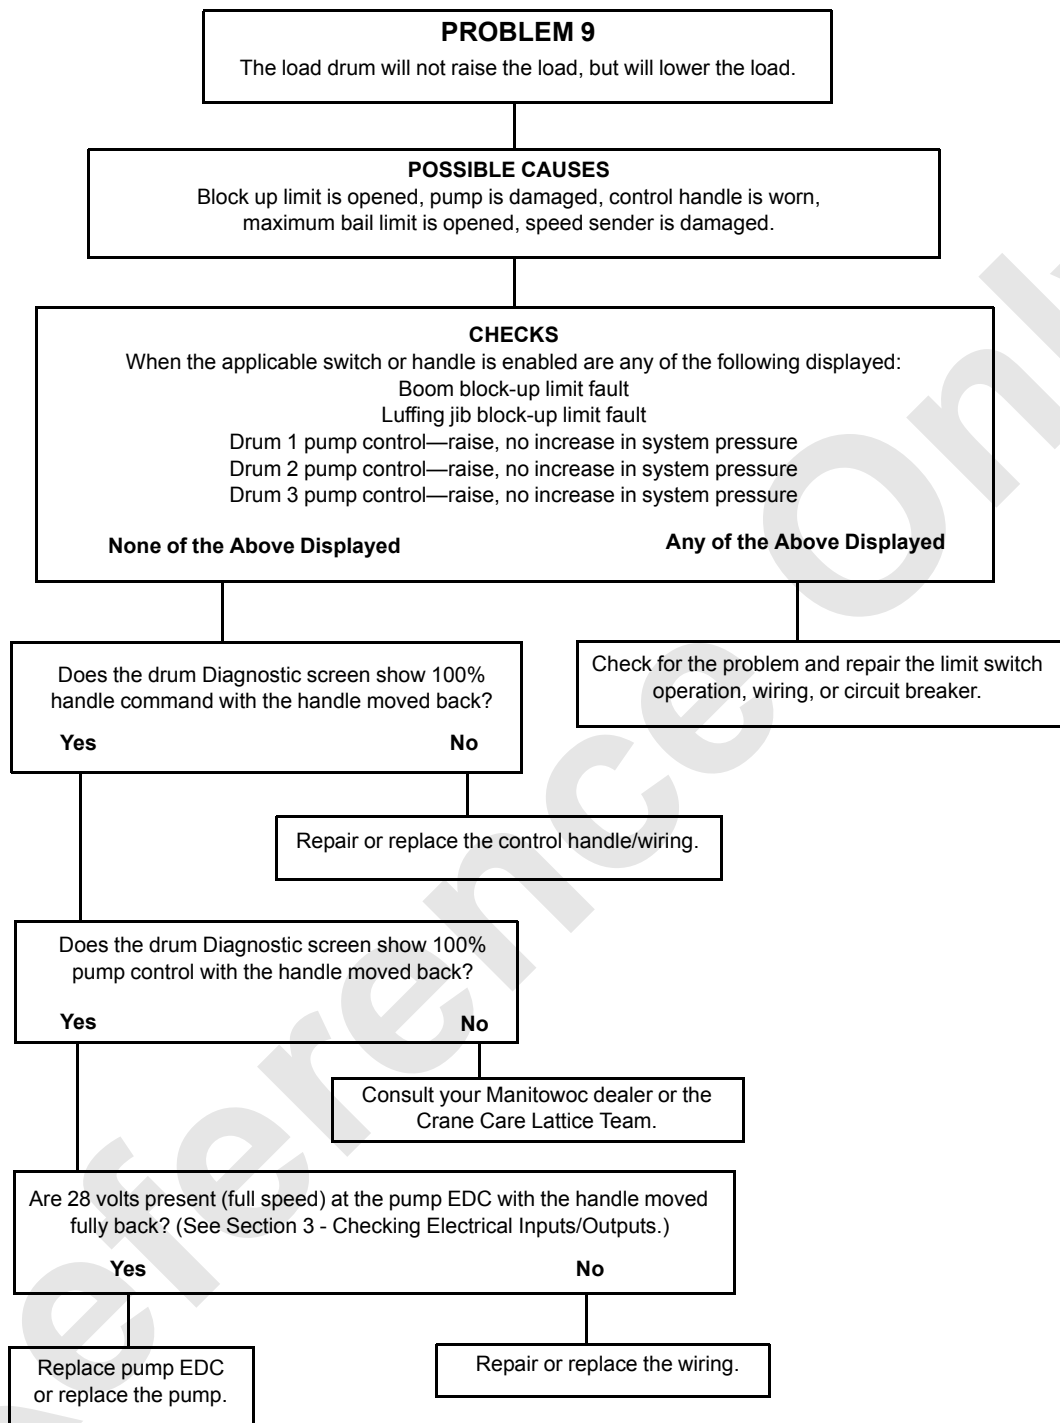 PROBLEM 9
The load drum will not raise the load, but will lower the load.
POSSIBLE CAUSES
Block up limit is opened, pump is damaged, control handle is worn,
maximum bail limit is opened, speed sender is damaged.
CHECKS
When the applicable switch or handle is enabled are any of the following displayed:
Boom block-up limit fault
Luffing jib block-up limit fault
Drum 1 pump control—raise, no increase in system pressure
Drum 2 pump control—raise, no increase in system pressure
Drum 3 pump control—raise, no increase in system pressure
None of the Above Displayed
Any of the Above Displayed
Does the drum Diagnostic screen show 100%
handle command with the handle moved back?
Yes
No
Check for the problem and repair the limit switch
operation, wiring, or circuit breaker.
Repair or replace the control handle/wiring.
Does the drum Diagnostic screen show 100%
pump control with the handle moved back?
Yes
No
Consult your Manitowoc dealer or the
Crane Care Lattice Team.
Are 28 volts present (full speed) at the pump EDC with the handle moved
fully back? (See Section 3 - Checking Electrical Inputs/Outputs.)
Yes
No
Replace pump EDC
or replace the pump.
Repair or replace the wiring.
Reference Only